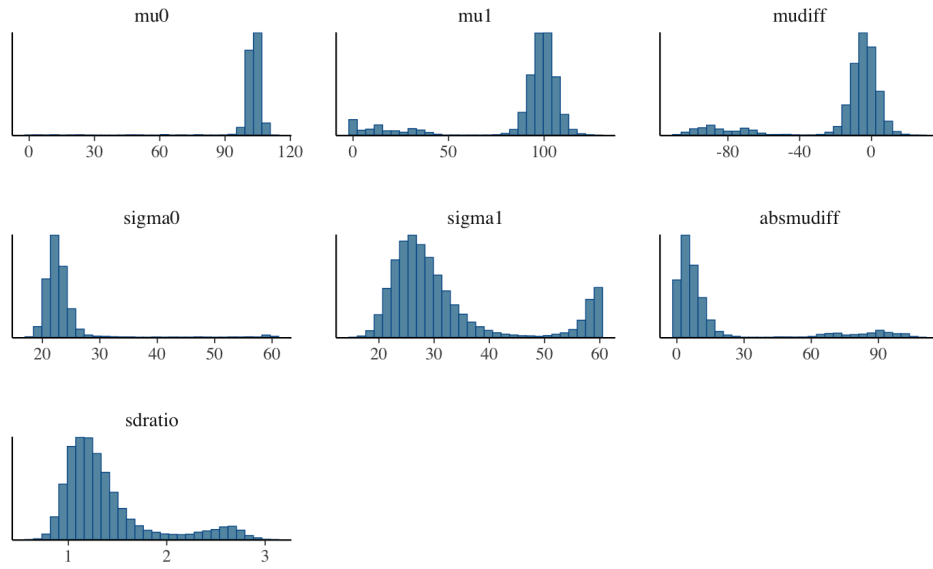 mu0 mu1 mudiff
0 30 60 90 120 0 50 100 -80 -40 0
sigma0 sigma1 absmudiff
20 30 40 50 60 20 30 40 50 60 0 30 60 90
sdratio
1 2 3